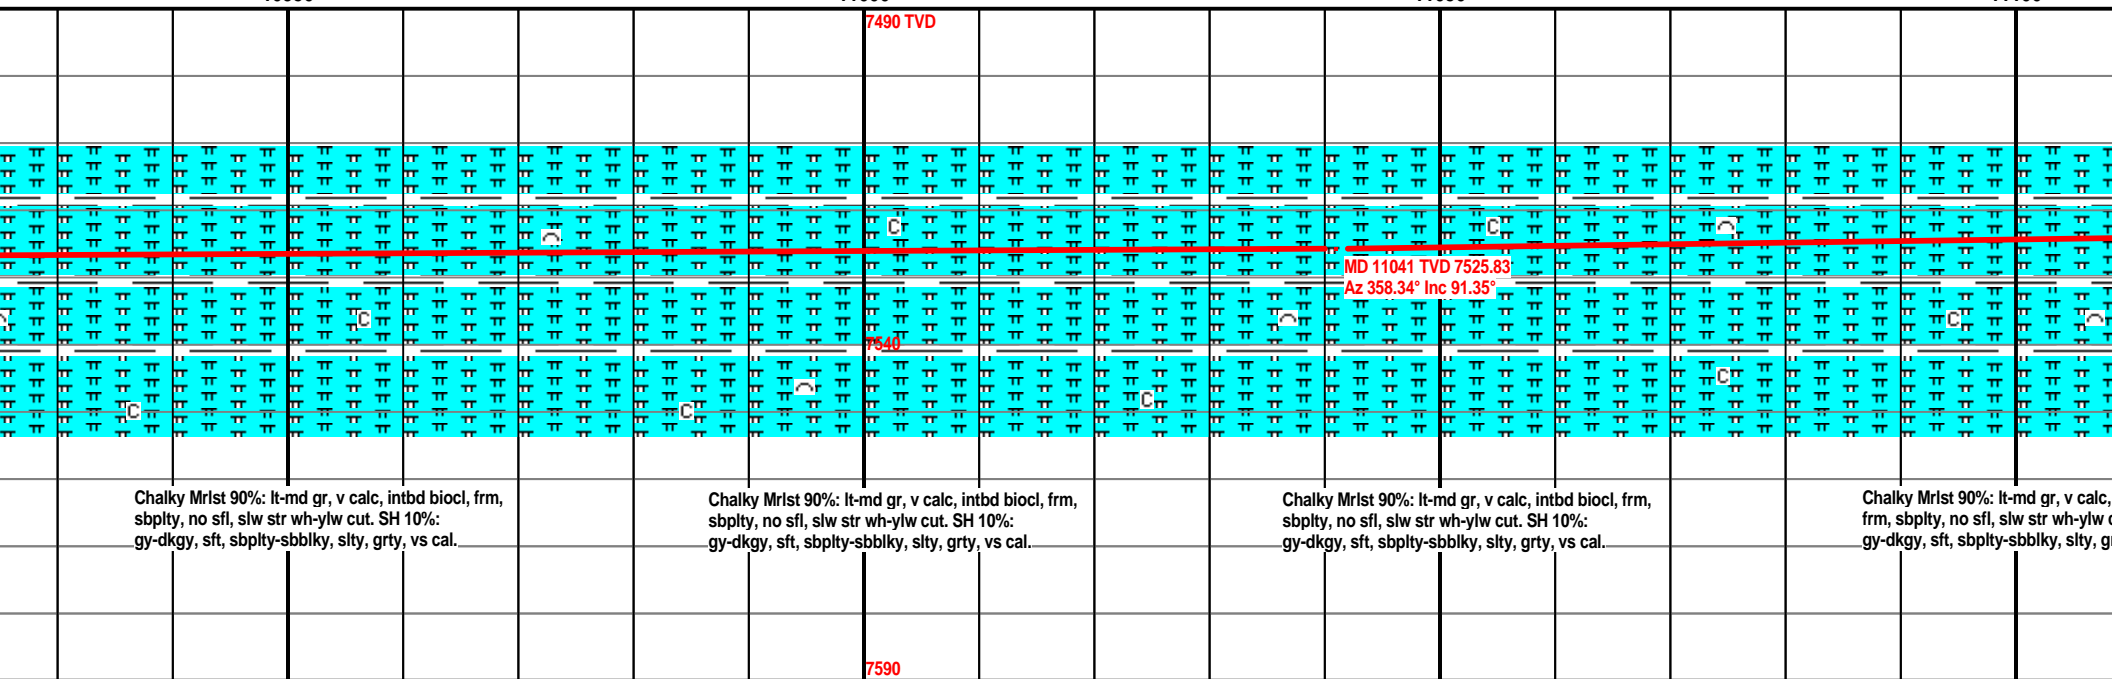 7490 TVD
MD 11041 TVD 7525.83
Az 358.34° Inc 91.35°
7540
Chalky Mrlst 90%: lt-md gr, v calc, intbd biocl, frm,
sbplty, no sfl, slw str wh-ylw cut. SH 10%:
gy-dkgy, sft, sbplty-sbblky, slty, grty, vs cal.
Chalky Mrlst 90%: lt-md gr, v calc, intbd biocl, frm,
sbplty, no sfl, slw str wh-ylw cut. SH 10%:
gy-dkgy, sft, sbplty-sbblky, slty, grty, vs cal.
Chalky Mrlst 90%: lt-md gr, v calc, intbd biocl, frm,
sbplty, no sfl, slw str wh-ylw cut. SH 10%:
gy-dkgy, sft, sbplty-sbblky, slty, grty, vs cal.
Chalky Mrlst 90%: lt-md gr, v calc,
frm, sbplty, no sfl, slw str wh-ylw
gy-dkgy, sft, sbplty-sbblky, slty,
7590
C
C
C
C
C
C
C
C